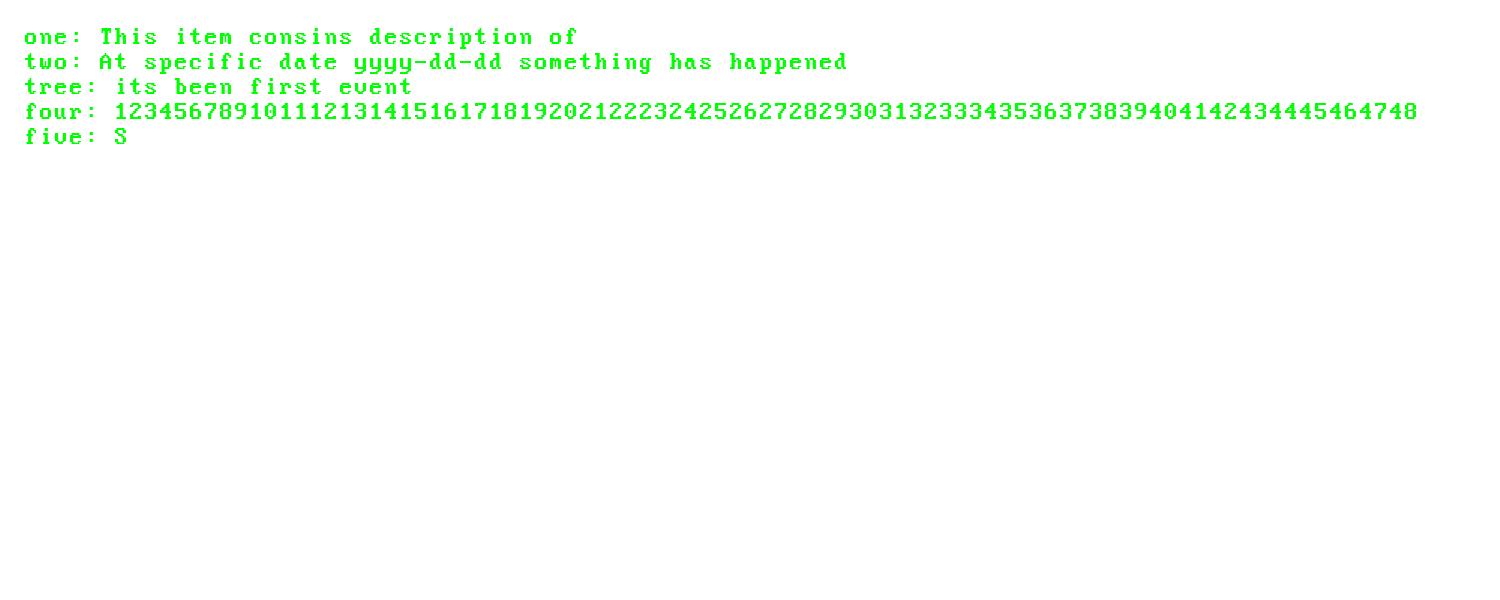 one: This item consins description of
two: At specific date yyyy-dd-dd something has happened
tree: its been first event
four: 123456789101112131415161718192021222324252627282930313233343536373839404142434445464748
five: S